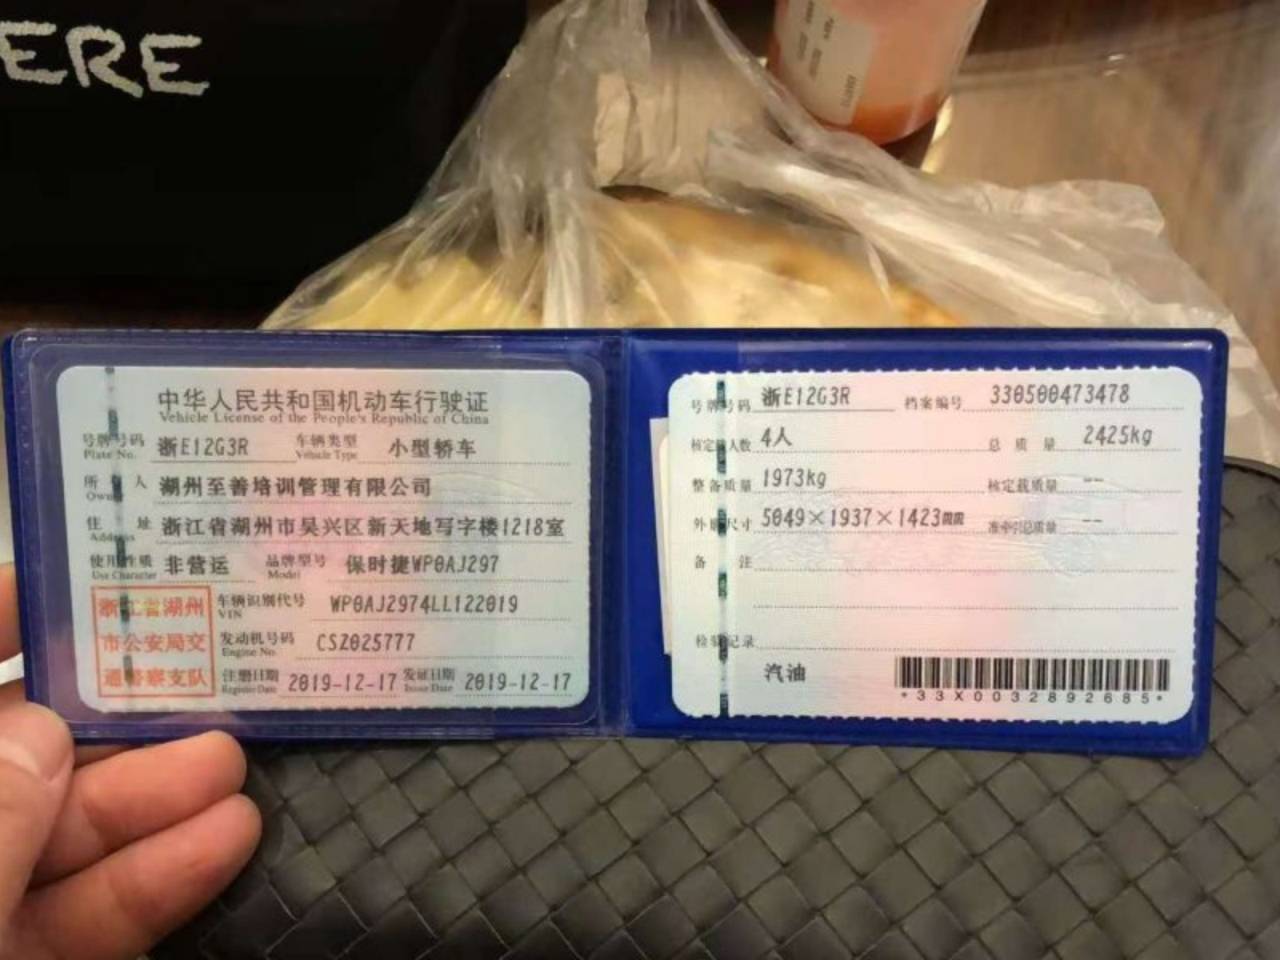 ERE
中华人民共和国机动车行驶证
Vehicle License of the People's Republic of China
号牌号码 浙E12G3R 车辆类型 小型轿车
Plate No. Vehicle Type
所 人 湖州至善培训管理有限公司
Owner
住 址 浙江省湖州市吴兴区新天地写字楼1218室
Address
使用性质 非营运 品牌型号 保时捷WP0AJ297
Use Character Model
浙江省湖州
市公安局交
通警察支队
车辆识别代号 WP0AJ2974LL122019
VIN
发动机号码 CSZ025777
Engine No.
注册日期 2019-12-17 发证日期 2019-12-17
Register Date Issue Date
号牌号码 浙E12G3R 档案编号 330500473478
核定载人数 4人 总 质 量 2425kg
整备质量 1973kg 核定载质量 --
外廓尺寸 5049×1937×1423mm 准牵引总质量 --
备 注
检验记录
汽油
*33X0032892685*